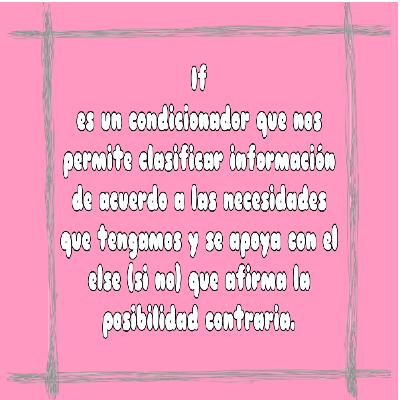 If
es un condicionador que nos
permite clasificar información
de acuerdo a las necesidades
que tengamos y se apoya con el
else (si no) que afirma la
posibilidad contraria.